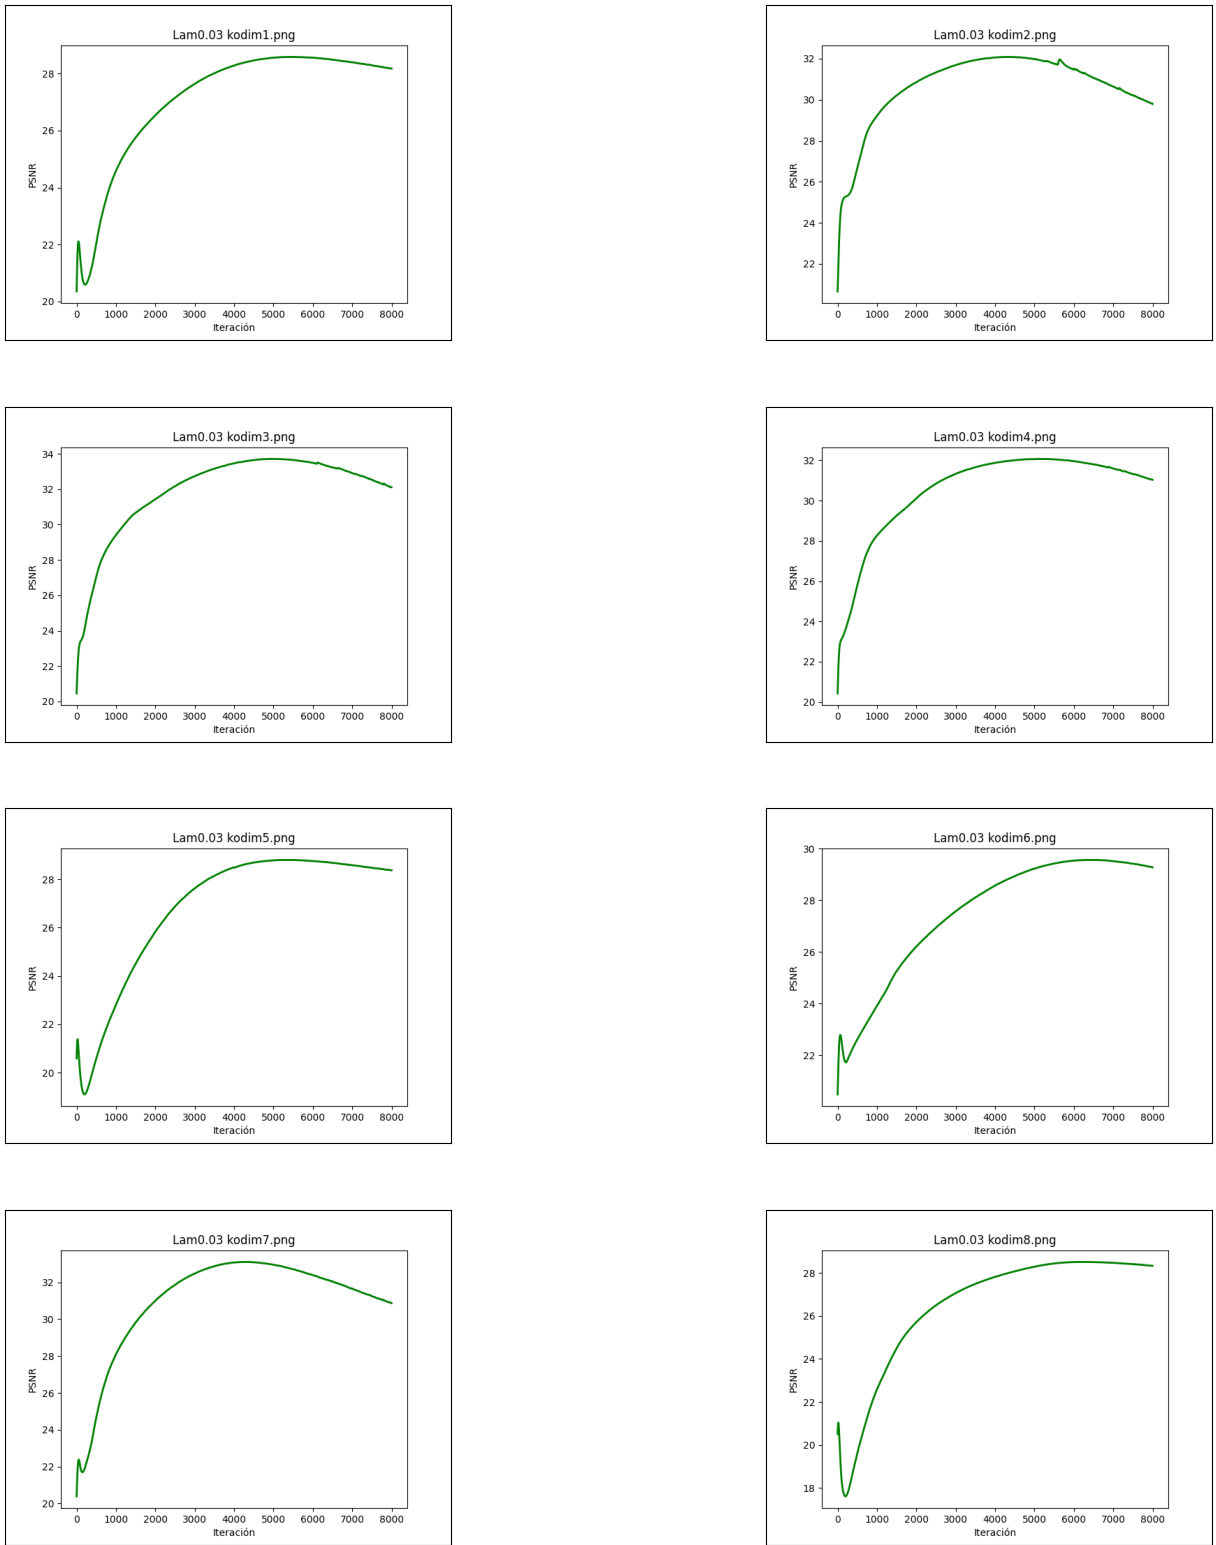 Lam0.03 kodim1.png
28
26
24
22
20
PSNR
0 1000 2000 3000 4000 5000 6000 7000 8000
Iteración
Lam0.03 kodim2.png
32
30
28
26
24
22
PSNR
0 1000 2000 3000 4000 5000 6000 7000 8000
Iteración
Lam0.03 kodim3.png
34
32
30
28
26
24
22
20
PSNR
0 1000 2000 3000 4000 5000 6000 7000 8000
Iteración
Lam0.03 kodim4.png
32
30
28
26
24
22
20
PSNR
0 1000 2000 3000 4000 5000 6000 7000 8000
Iteración
Lam0.03 kodim5.png
28
26
24
22
20
PSNR
0 1000 2000 3000 4000 5000 6000 7000 8000
Iteración
Lam0.03 kodim6.png
30
28
26
24
22
PSNR
0 1000 2000 3000 4000 5000 6000 7000 8000
Iteración
Lam0.03 kodim7.png
32
30
28
26
24
22
20
PSNR
0 1000 2000 3000 4000 5000 6000 7000 8000
Iteración
Lam0.03 kodim8.png
28
26
24
22
20
18
PSNR
0 1000 2000 3000 4000 5000 6000 7000 8000
Iteración